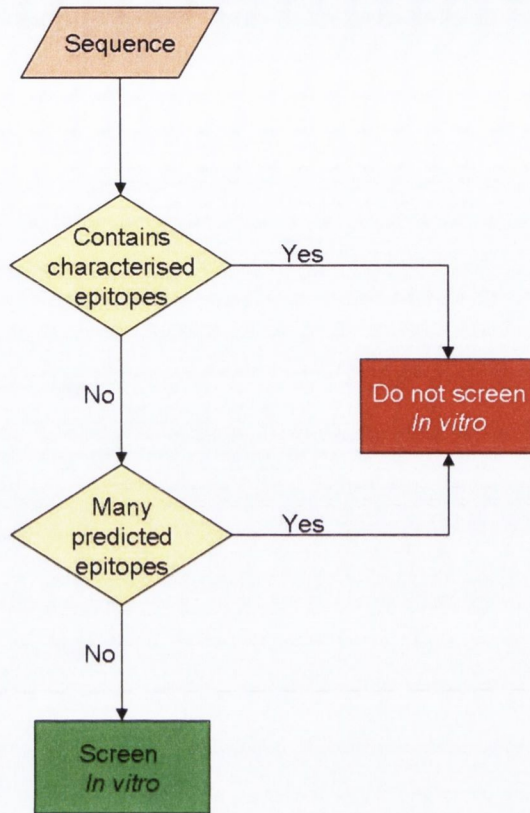 Sequence
Contains
characterised
epitopes
Yes
No
Do not screen
In vitro
Many
predicted
epitopes
Yes
No
Screen
In vitro